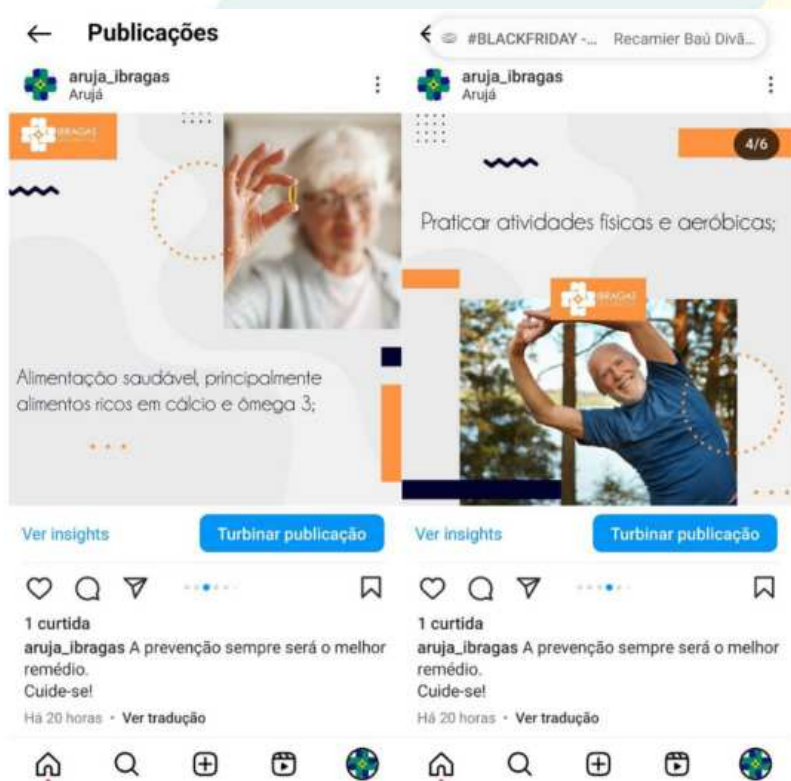 Publicações
aruja_ibragas
Arujá
IBRAGAS
Alimentação saudável, principalmente
alimentos ricos em cálcio e ômega 3;
Ver insights
Turbinar publicação
1 curtida
aruja_ibragas A prevenção sempre será o melhor
remédio.
Cuide-se!
Há 20 horas • Ver tradução
#BLACKFRIDAY -... Recamier Baú Divã...
aruja_ibragas
Arujá
4/6
Praticar atividades físicas e aeróbicas;
IBRAGAS
Ver insights
Turbinar publicação
1 curtida
aruja_ibragas A prevenção sempre será o melhor
remédio.
Cuide-se!
Há 20 horas • Ver tradução